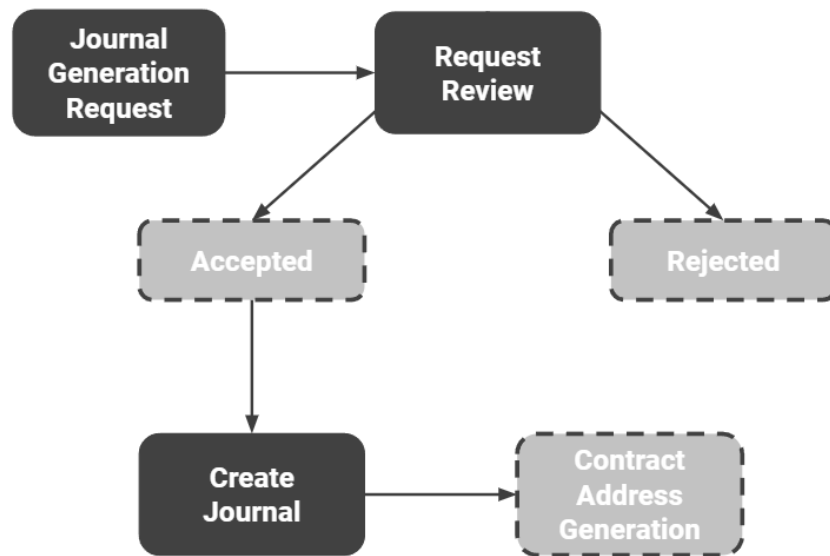 Journal
Generation
Request
Request
Review
Accepted
Rejected
Create
Journal
Contract
Address
Generation